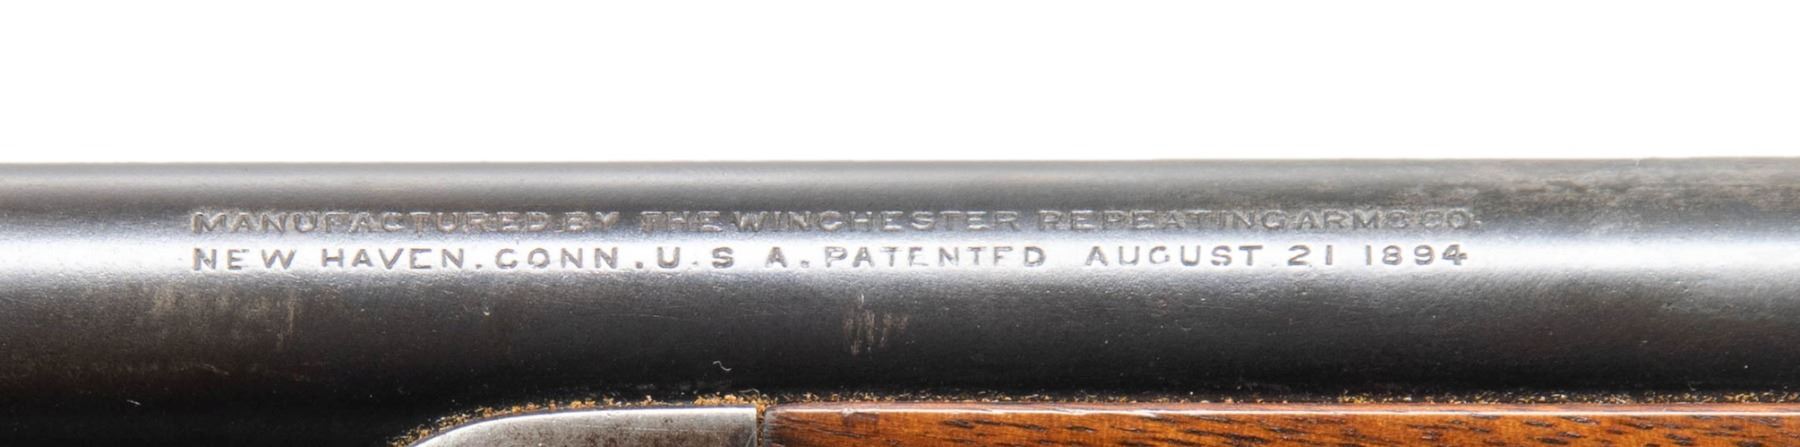 MANUFACTURED BY THE WINCHESTER REPEATING ARMS CO.
NEW HAVEN. CONN. U.S.A. PATENTED AUGUST 21 1894